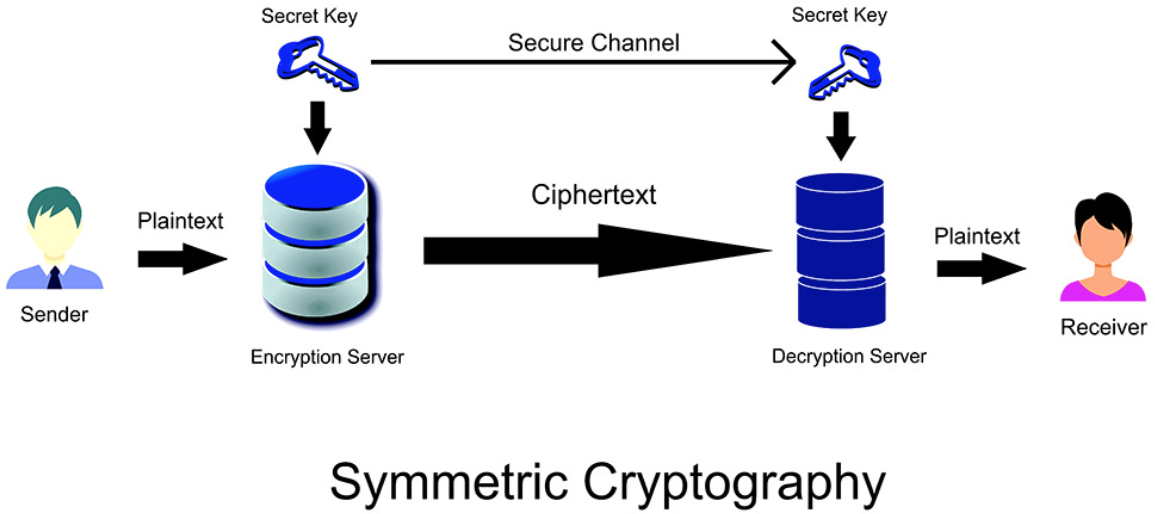 Secret Key
Secure Channel
Secret Key
Plaintext
Ciphertext
Plaintext
Sender
Encryption Server
Decryption Server
Receiver
Symmetric Cryptography